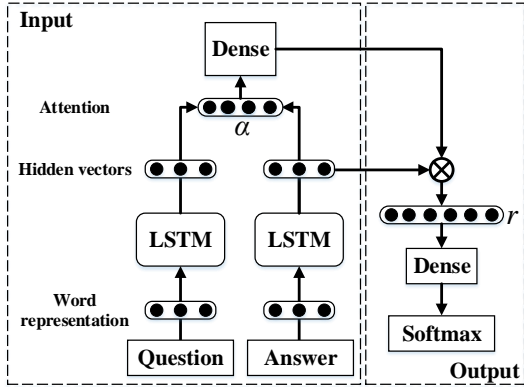 Input
Dense
Attention
α
Hidden vectors
r
LSTM
LSTM
Dense
Word
representation
Softmax
Question
Answer
Output